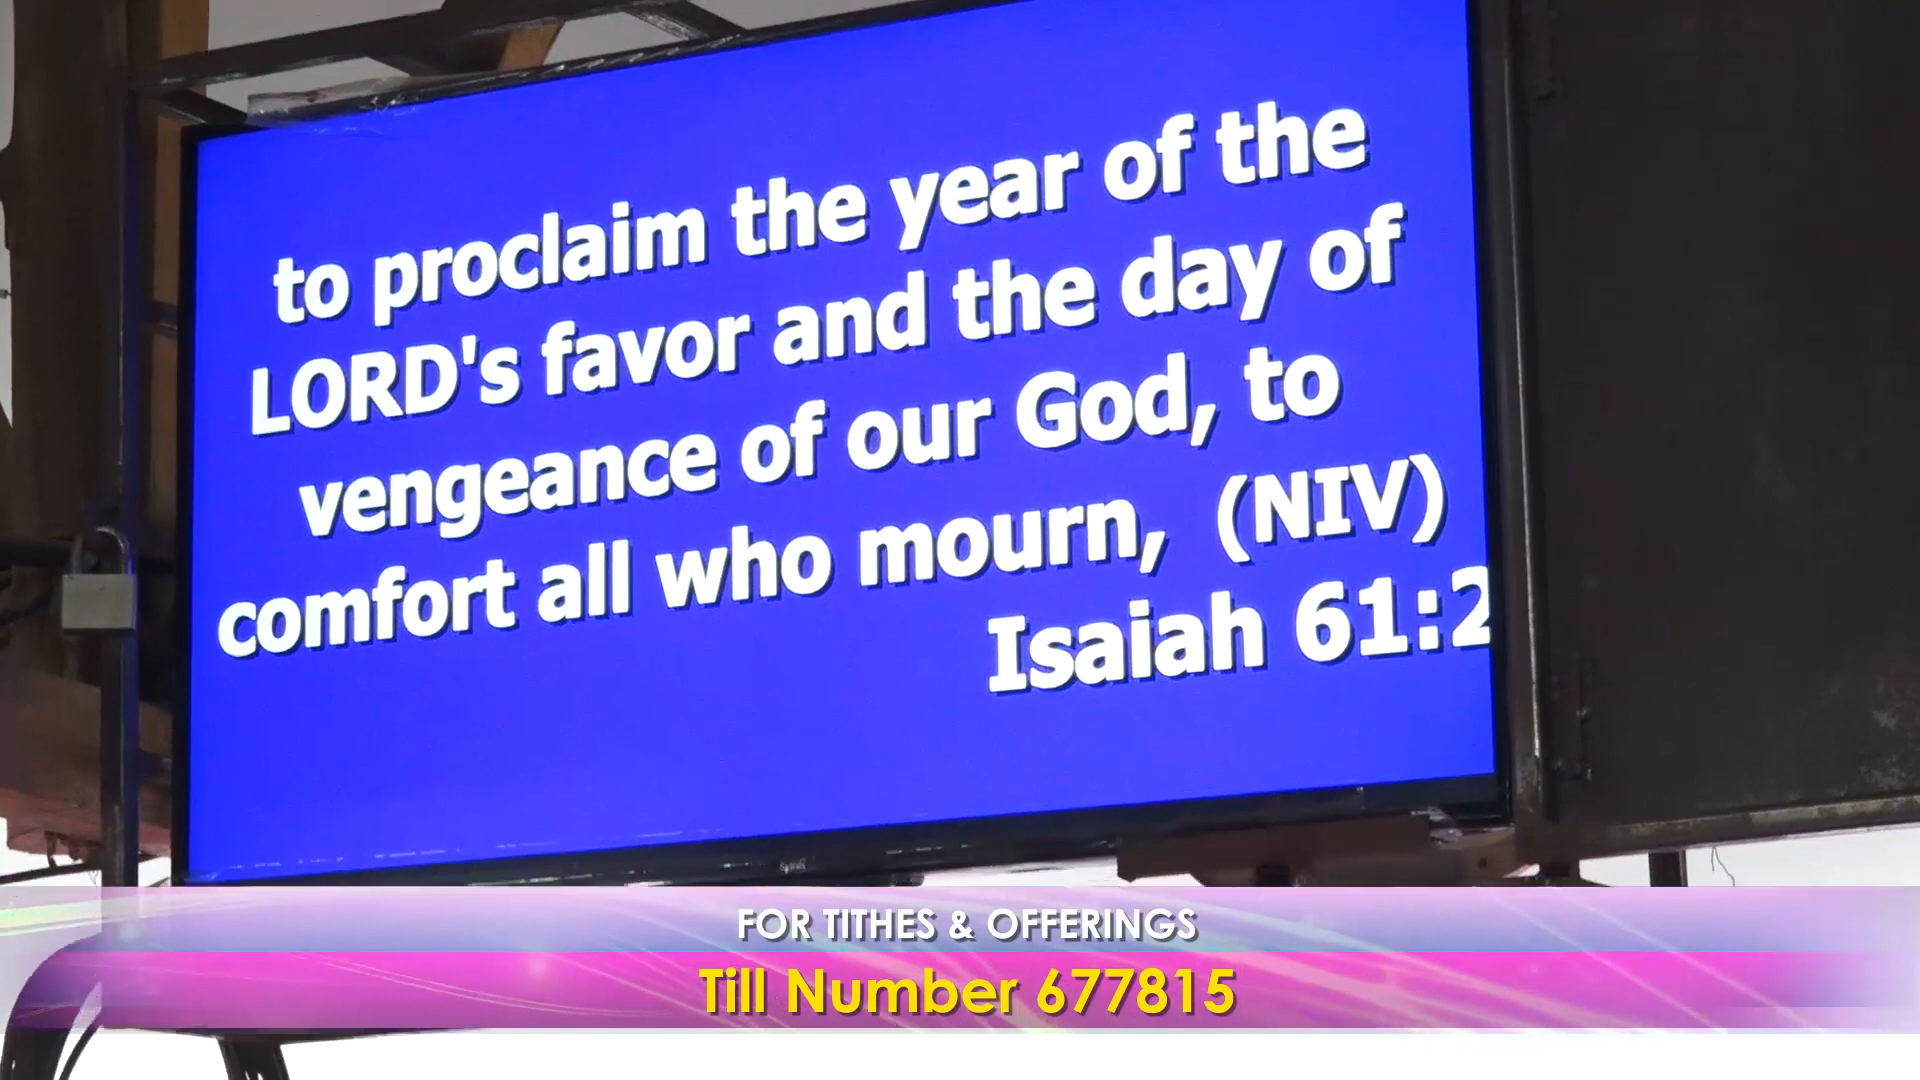 to proclaim the year of the
LORD's favor and the day of
vengeance of our God, to
comfort all who mourn, (NIV)
Isaiah 61:2
FOR TITHES & OFFERINGS
Till Number 677815